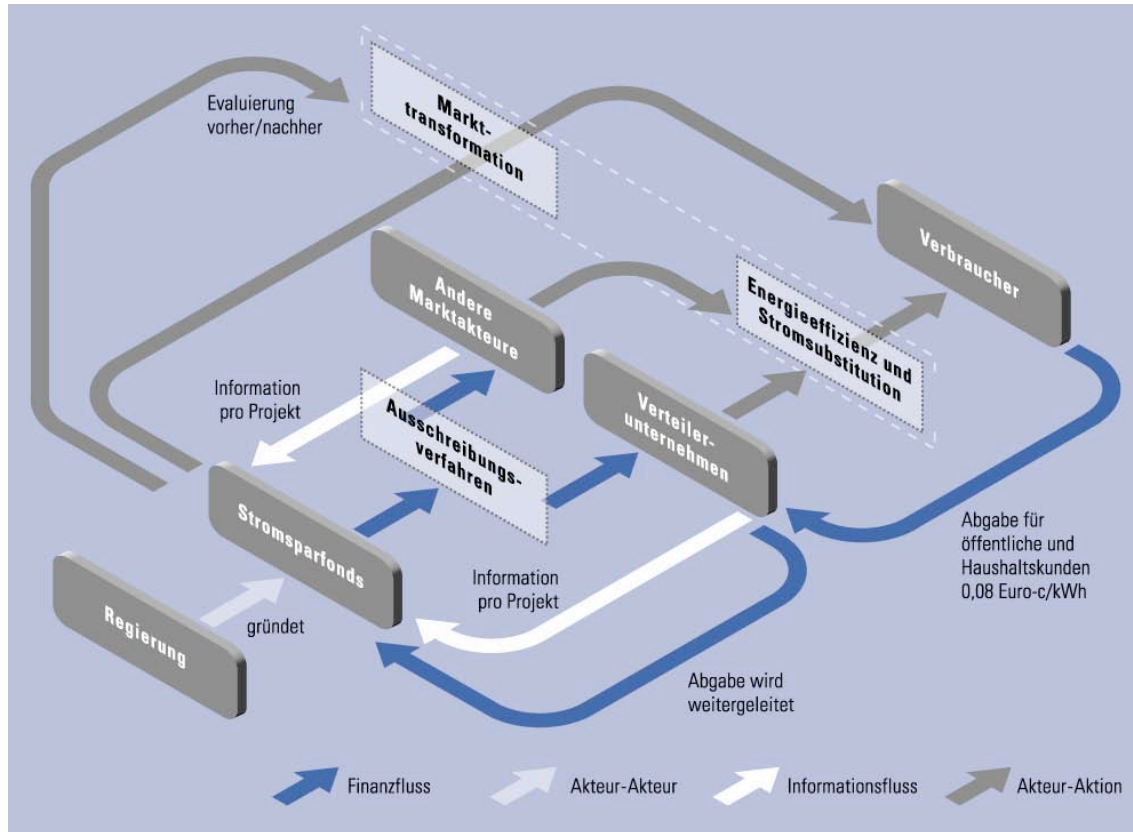 Evaluierung
vorher/nachher
Markt-
transformation
Verbraucher
Andere
Marktakteure
Energieeffizienz und
Stromsubstitution
Information
pro Projekt
Ausschreibungs-
verfahren
Verteiler-
unternehmen
Stromsparfonds
Abgabe für
öffentliche und
Haushaltskunden
0,08 Euro-c/kWh
Information
pro Projekt
Regierung
gründet
Abgabe wird
weitergeleitet
Finanzfluss
Akteur-Akteur
Informationsfluss
Akteur-Aktion